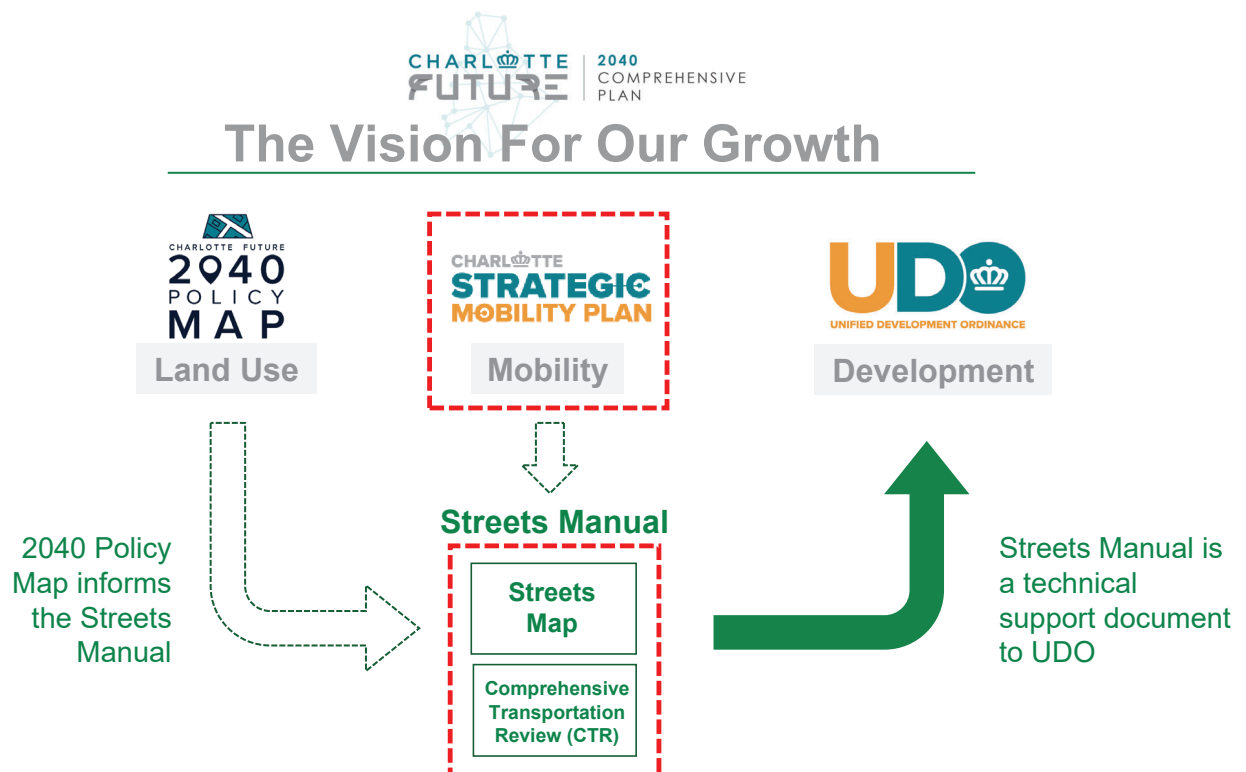 CHARLOTTE
FUTURE
2040
COMPREHENSIVE
PLAN
The Vision For Our Growth
CHARLOTTE FUTURE
2040
POLICY
MAP
Land Use
CHARLOTTE
STRATEGIC
MOBILITY PLAN
Mobility
UDO
UNIFIED DEVELOPMENT ORDINANCE
Development
2040 Policy
Map informs
the Streets
Manual
Streets Manual
Streets
Map
Comprehensive
Transportation
Review (CTR)
Streets Manual is
a technical
support document
to UDO